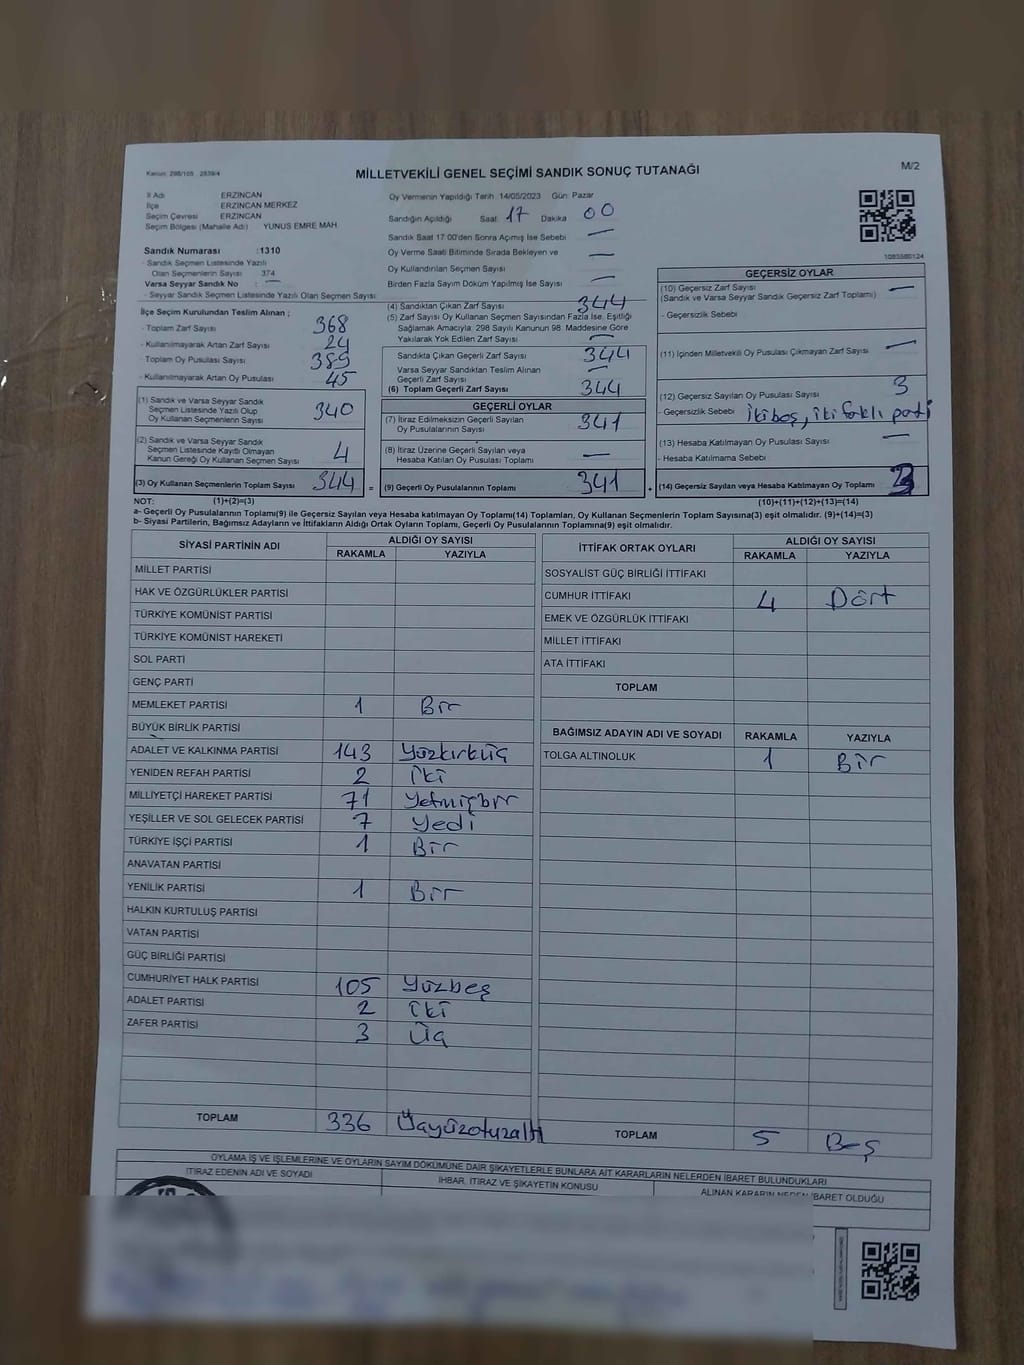 Kanun: 298/105 2839/4
MİLLETVEKİLİ GENEL SEÇİMİ SANDIK SONUÇ TUTANAĞI
M/2
İl Adı ERZİNCAN
İlçe ERZİNCAN MERKEZ
Seçim Çevresi ERZİNCAN
Seçim Bölgesi (Mahalle Adı) YUNUS EMRE MAH.
Sandık Numarası : 1310
- Sandık Seçmen Listesinde Yazılı
Olan Seçmenlerin Sayısı 374
Varsa Seyyar Sandık No : —
- Seyyar Sandık Seçmen Listesinde Yazılı Olan Seçmen Sayısı
İlçe Seçim Kurulundan Teslim Alınan ;
- Toplam Zarf Sayısı 368
- Kullanılmayarak Artan Zarf Sayısı 24
- Toplam Oy Pusulası Sayısı 389
- Kullanılmayarak Artan Oy Pusulası 45
(1) Sandık ve Varsa Seyyar Sandık
Seçmen Listesinde Yazılı Olup
Oy Kullanan Seçmenlerin Sayısı 340
(2) Sandık ve Varsa Seyyar Sandık
Seçmen Listesinde Kayıtlı Olmayan
Kanun Gereği Oy Kullanan Seçmen Sayısı 4
(3) Oy Kullanan Seçmenlerin Toplam Sayısı 344 =
Oy Vermenin Yapıldığı Tarih 14/05/2023 Gün: Pazar
Sandığın Açıldığı Saat 17 Dakika 00
Sandık Saat 17:00'den Sonra Açımış İse Sebebi —
Oy Verme Saati Bitiminde Sırada Bekleyen ve —
Oy Kullandırılan Seçmen Sayısı —
Birden Fazla Sayım Döküm Yapılmış İse Sayısı —
(4) Sandıktan Çıkan Zarf Sayısı 344
(5) Zarf Sayısı Oy Kullanan Seçmen Sayısından Fazla İse, Eşitliği
Sağlamak Amacıyla; 298 Sayılı Kanunun 98. Maddesine Göre
Yakılarak Yok Edilen Zarf Sayısı —
Sandıkta Çıkan Geçerli Zarf Sayısı 344
Varsa Seyyar Sandıktan Teslim Alınan
Geçerli Zarf Sayısı —
(6) Toplam Geçerli Zarf Sayısı 344
GEÇERLİ OYLAR
(7) İtiraz Edilmeksizin Geçerli Sayılan
Oy Pusulalarının Sayısı 341
(8) İtiraz Üzerine Geçerli Sayılan veya
Hesaba Katılan Oy Pusulası Toplamı —
(9) Geçerli Oy Pusulalarının Toplamı 341 +
1083580124
GEÇERSİZ OYLAR
(10) Geçersiz Zarf Sayısı —
(Sandık ve Varsa Seyyar Sandık Geçersiz Zarf Toplamı)
- Geçersizlik Sebebi
(11) İçinden Milletvekili Oy Pusulası Çıkmayan Zarf Sayısı —
(12) Geçersiz Sayılan Oy Pusulası Sayısı 3
- Geçersizlik Sebebi İki boş, iki farklı parti
(13) Hesaba Katılmayan Oy Pusulası Sayısı —
- Hesaba Katılmama Sebebi
(14) Geçersiz Sayılan veya Hesaba Katılmayan Oy Toplamı 3
NOT: (1)+(2)=(3) (10)+(11)+(12)+(13)=(14)
a- Geçerli Oy Pusulalarının Toplamı(9) ile Geçersiz Sayılan veya Hesaba katılmayan Oy Toplamı(14) Toplamları, Oy Kullanan Seçmenlerin Toplam Sayısına(3) eşit olmalıdır. (9)+(14)=(3)
b- Siyasi Partilerin, Bağımsız Adayların ve İttifakların Aldığı Ortak Oyların Toplamı, Geçerli Oy Pusulalarının Toplamına(9) eşit olmalıdır.
SİYASİ PARTİNİN ADI ALDIĞI OY SAYISI
RAKAMLA YAZIYLA
MİLLET PARTİSİ
HAK VE ÖZGÜRLÜKLER PARTİSİ
TÜRKİYE KOMÜNİST PARTİSİ
TÜRKİYE KOMÜNİST HAREKETİ
SOL PARTİ
GENÇ PARTİ
MEMLEKET PARTİSİ 1 Bir
BÜYÜK BİRLİK PARTİSİ
ADALET VE KALKINMA PARTİSİ 143 Yüzkırküç
YENİDEN REFAH PARTİSİ 2 İki
MİLLİYETÇİ HAREKET PARTİSİ 71 Yetmişbir
YEŞİLLER VE SOL GELECEK PARTİSİ 7 Yedi
TÜRKİYE İŞÇİ PARTİSİ 1 Bir
ANAVATAN PARTİSİ
YENİLİK PARTİSİ 1 Bir
HALKIN KURTULUŞ PARTİSİ
VATAN PARTİSİ
GÜÇ BİRLİĞİ PARTİSİ
CUMHURİYET HALK PARTİSİ 105 Yüzbeş
ADALET PARTİSİ 2 İki
ZAFER PARTİSİ 3 Üç
TOPLAM 336 Üçyüzotuzaltı
İTTİFAK ORTAK OYLARI ALDIĞI OY SAYISI
RAKAMLA YAZIYLA
SOSYALİST GÜÇ BİRLİĞİ İTTİFAKI
CUMHUR İTTİFAKI 4 Dört
EMEK VE ÖZGÜRLÜK İTTİFAKI
MİLLET İTTİFAKI
ATA İTTİFAKI
TOPLAM
BAĞIMSIZ ADAYIN ADI VE SOYADI RAKAMLA YAZIYLA
TOLGA ALTINOLUK 1 Bir
TOPLAM 5 Beş
OYLAMA İŞ VE İŞLEMLERİNE VE OYLARIN SAYIM DÖKÜMÜNE DAİR ŞİKAYETLERLE BUNLARA AİT KARARLARIN NELERDEN İBARET BULUNDUKLARI
İTİRAZ EDENİN ADI VE SOYADI İHBAR, İTİRAZ VE ŞİKAYETİN KONUSU ALINAN KARARIN NEDEN İBARET OLDUĞU